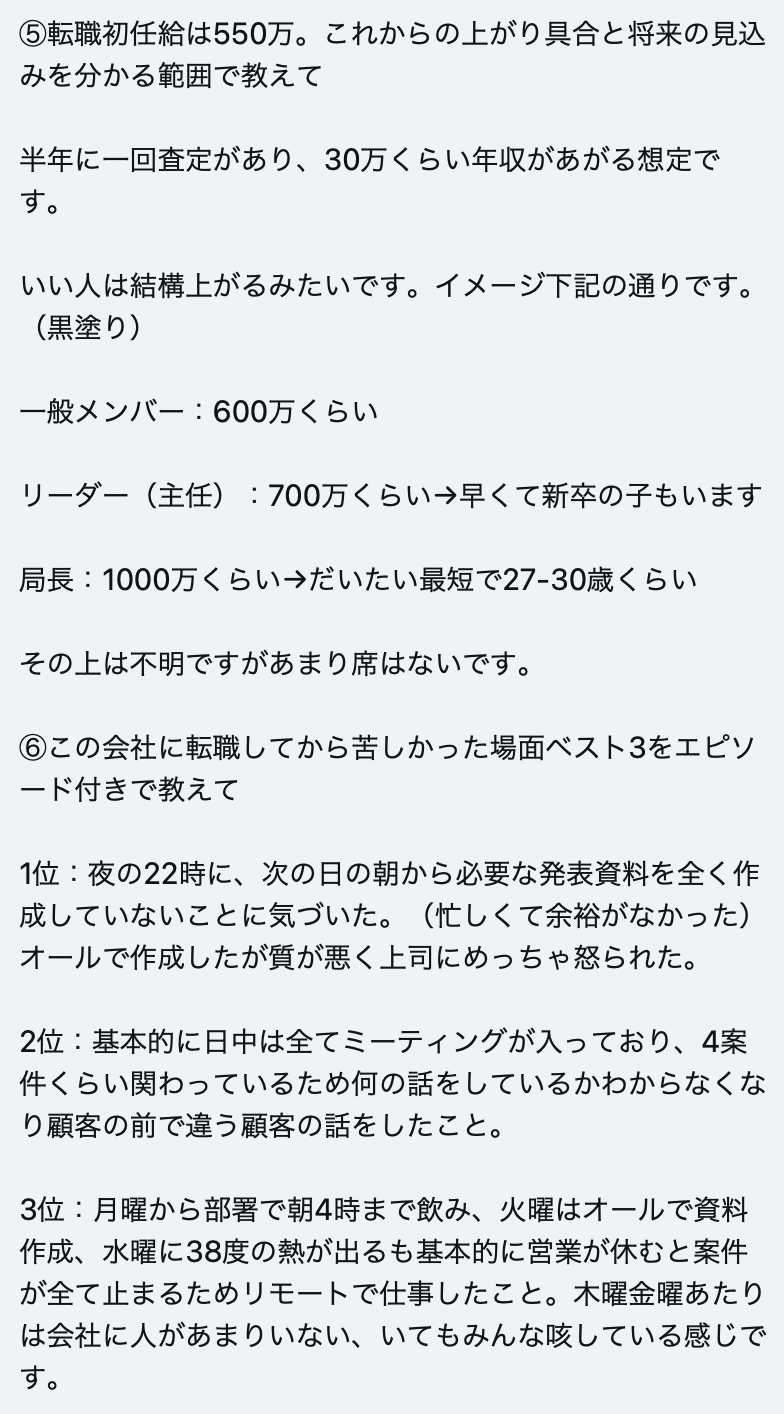 ⑤転職初任給は550万。これからの上がり具合と将来の見込
みを分かる範囲で教えて
半年に一回査定があり、30万くらい年収があがる想定で
す。
いい人は結構上がるみたいです。イメージ下記の通りです。
（黒塗り）
一般メンバー：600万くらい
リーダー（主任）：700万くらい→早くて新卒の子もいます
局長：1000万くらい→だいたい最短で27-30歳くらい
その上は不明ですがあまり席はないです。
⑥この会社に転職してから苦しかった場面ベスト3をエピソ
ード付きで教えて
1位：夜の22時に、次の日の朝から必要な発表資料を全く作
成していないことに気づいた。（忙しくて余裕がなかった）
オールで作成したが質が悪く上司にめっちゃ怒られた。
2位：基本的に日中は全てミーティングが入っており、4案
件くらい関わっているため何の話をしているかわからなくな
り顧客の前で違う顧客の話をしたこと。
3位：月曜から部署で朝4時まで飲み、火曜はオールで資料
作成、水曜に38度の熱が出るも基本的に営業が休むと案件
が全て止まるためリモートで仕事したこと。木曜金曜あたり
は会社に人があまりいない、いてもみんな咳している感じで
す。